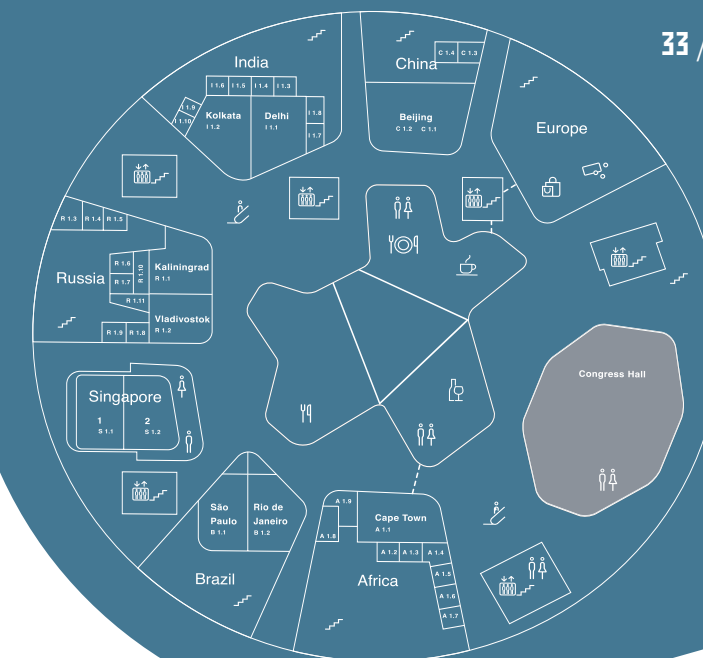 33 /
India
I 1.6
I 1.5
I 1.4
I 1.3
I 1.9
I 1.10
Kolkata
I 1.2
Delhi
I 1.1
I 1.8
I 1.7
China
C 1.4
C 1.3
Beijing
C 1.2 C 1.1
Europe
Russia
R 1.3
R 1.4
R 1.5
R 1.6
R 1.7
R 1.10
R 1.11
Kaliningrad
R 1.1
Vladivostok
R 1.2
R 1.9
R 1.8
Singapore
1
S 1.1
2
S 1.2
Congress Hall
São
Paulo
B 1.1
Rio de
Janeiro
B 1.2
Brazil
A 1.9
A 1.8
Cape Town
A 1.1
A 1.2
A 1.3
A 1.4
A 1.5
A 1.6
A 1.7
Africa